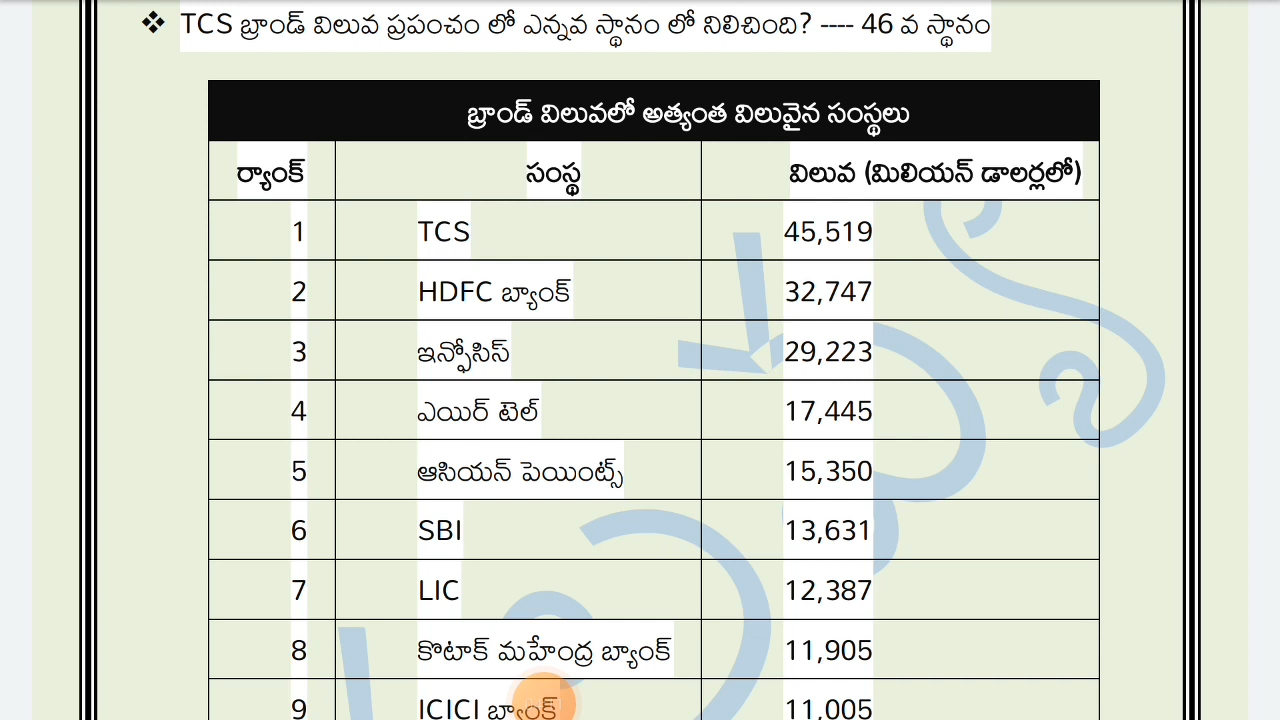 ❖ TCS బ్రాండ్ విలువ ప్రపంచం లో ఎన్నవ స్థానం లో నిలిచింది? ---- 46 వ స్థానం
బ్రాండ్ విలువలో అత్యంత విలువైన సంస్థలు
ర్యాంక్ సంస్థ విలువ (మిలియన్ డాలర్లలో)
1 TCS 45,519
2 HDFC బ్యాంక్ 32,747
3 ఇన్ఫోసిస్ 29,223
4 ఎయిర్ టెల్ 17,445
5 ఆసియన్ పెయింట్స్ 15,350
6 SBI 13,631
7 LIC 12,387
8 కొటాక్ మహేంద్ర బ్యాంక్ 11,905
9 ICICI బ్యాంక్ 11,005